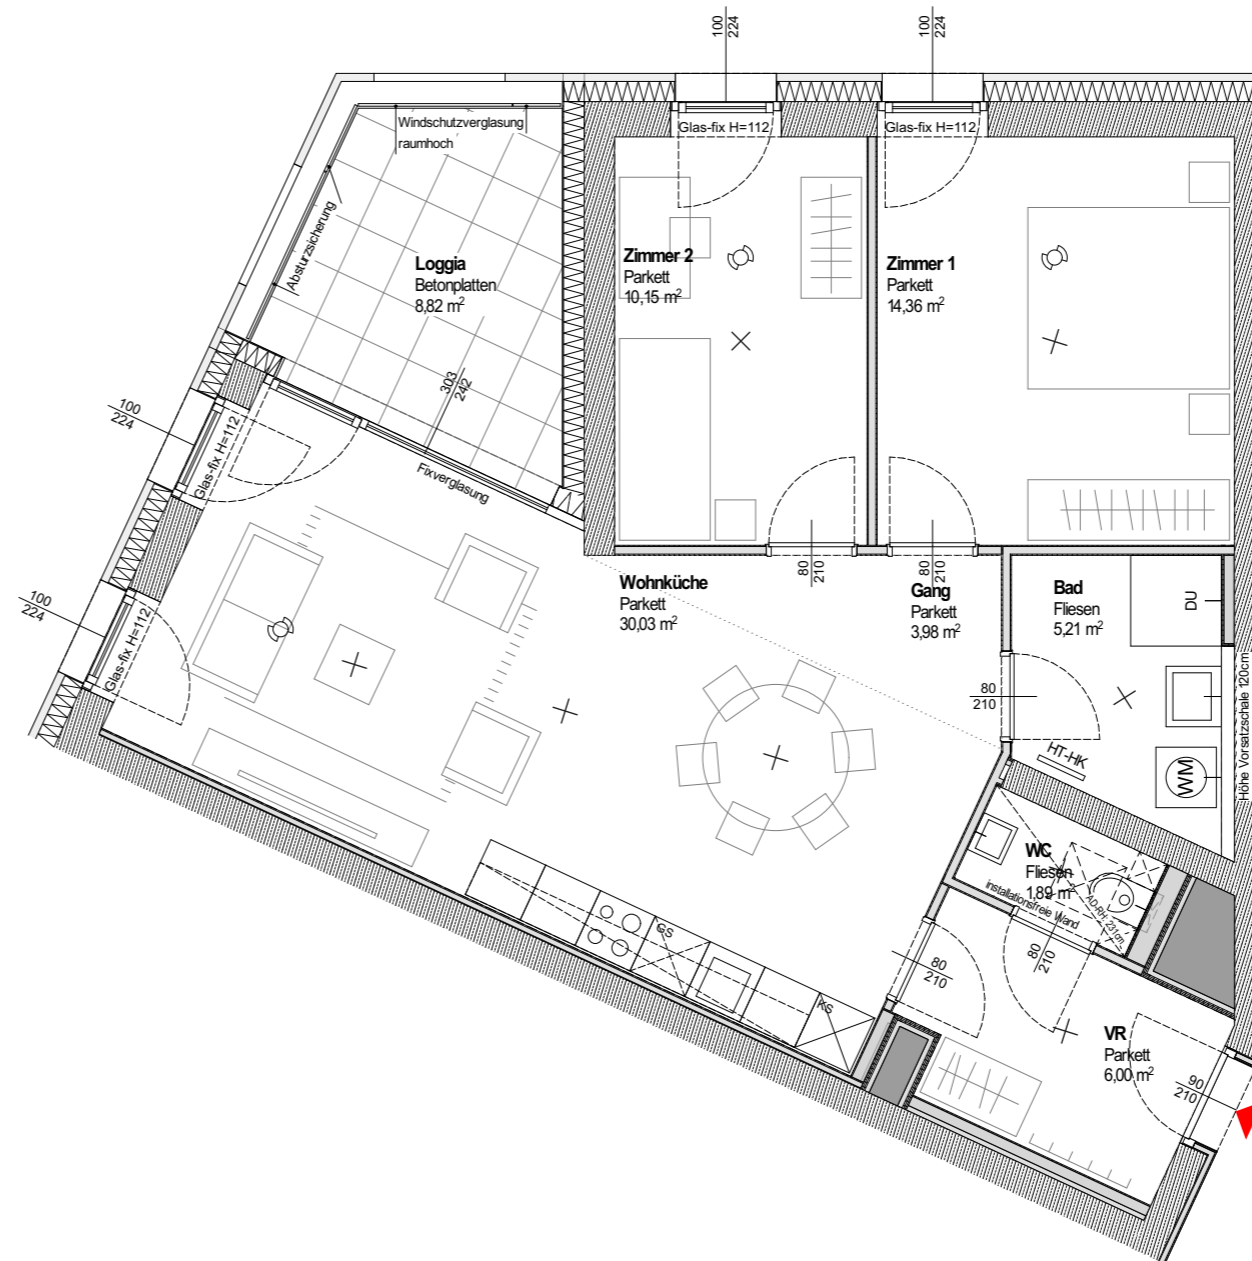 100
224
100
224
Windschutzverglasung
raumhoch
Glas-fix H=112
Glas-fix H=112
Absturzsicherung
Loggia
Betonplatten
8,82 m²
Zimmer 2
Parkett
10,15 m²
Zimmer 1
Parkett
14,36 m²
303
242
100
224
Glas-fix H=112
Fixverglasung
80
210
80
210
100
224
Glas-fix H=112
Wohnküche
Parkett
30,03 m²
Gang
Parkett
3,98 m²
Bad
Fliesen
5,21 m²
DU
80
210
HT-HK
WM
Höhe Vorsatzschale 120cm
WC
Fliesen
1,89 m²
installationsfreie Wand
AD-RH: 231cm
GS
KS
80
210
80
210
VR
Parkett
6,00 m²
90
210